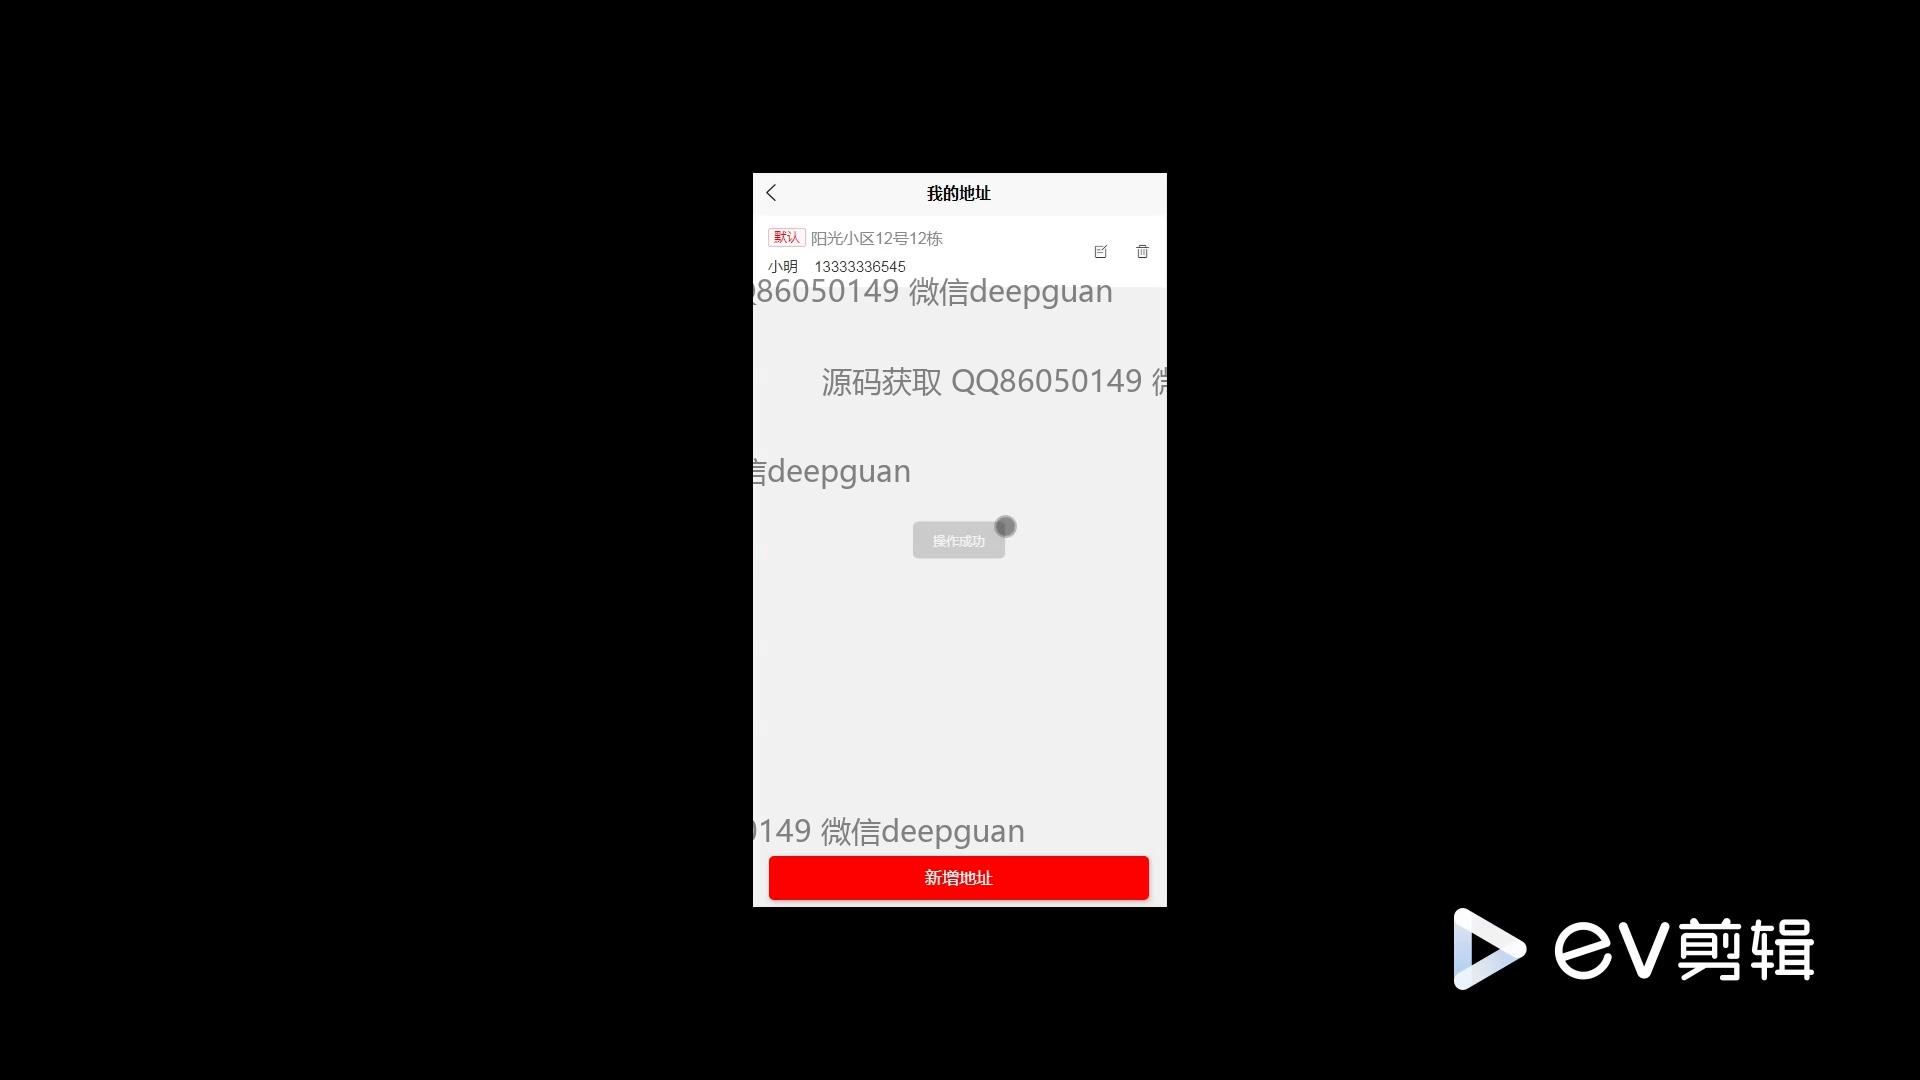 我的地址
默认 阳光小区12号12栋
小明 13333336545
86050149 微信deepguan
源码获取 QQ86050149
信deepguan
操作成功
0149 微信deepguan
新增地址
ev剪辑